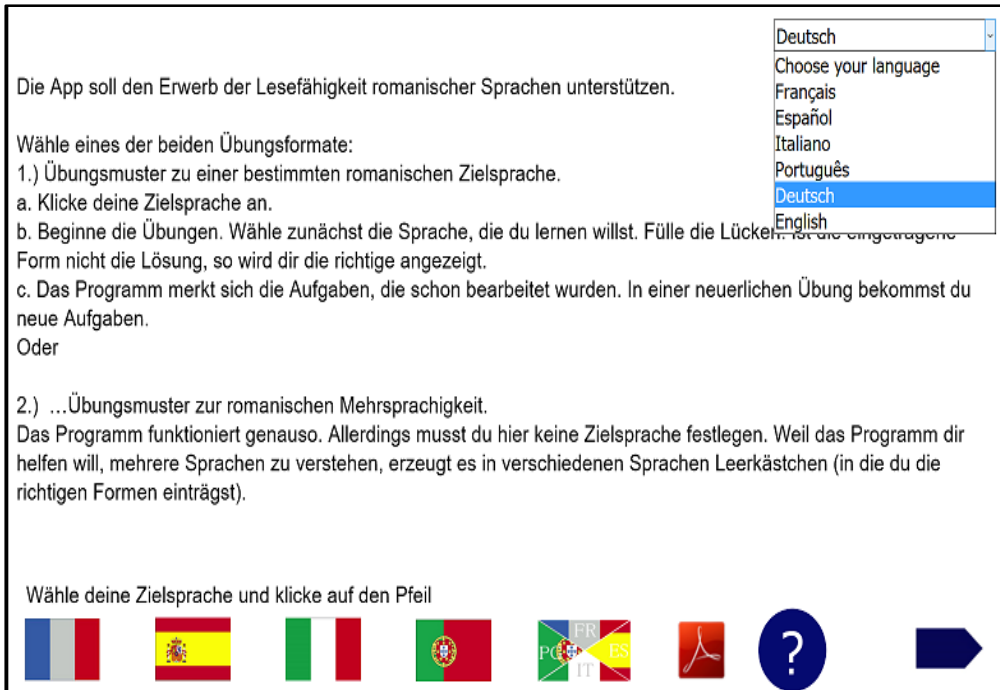 Deutsch
Choose your language
Français
Español
Italiano
Português
Deutsch
English
Die App soll den Erwerb der Lesefähigkeit romanischer Sprachen unterstützen.
Wähle eines der beiden Übungsformate:
1.) Übungsmuster zu einer bestimmten romanischen Zielsprache.
a. Klicke deine Zielsprache an.
b. Beginne die Übungen. Wähle zunächst die Sprache, die du lernen willst. Fülle die Lücken. Ist die eingetragene
Form nicht die Lösung, so wird dir die richtige angezeigt.
c. Das Programm merkt sich die Aufgaben, die schon bearbeitet wurden. In einer neuerlichen Übung bekommst du
neue Aufgaben.
Oder
2.) …Übungsmuster zur romanischen Mehrsprachigkeit.
Das Programm funktioniert genauso. Allerdings musst du hier keine Zielsprache festlegen. Weil das Programm dir
helfen will, mehrere Sprachen zu verstehen, erzeugt es in verschiedenen Sprachen Leerkästchen (in die du die
richtigen Formen einträgst).
Wähle deine Zielsprache und klicke auf den Pfeil
FR
PO ES
IT
?